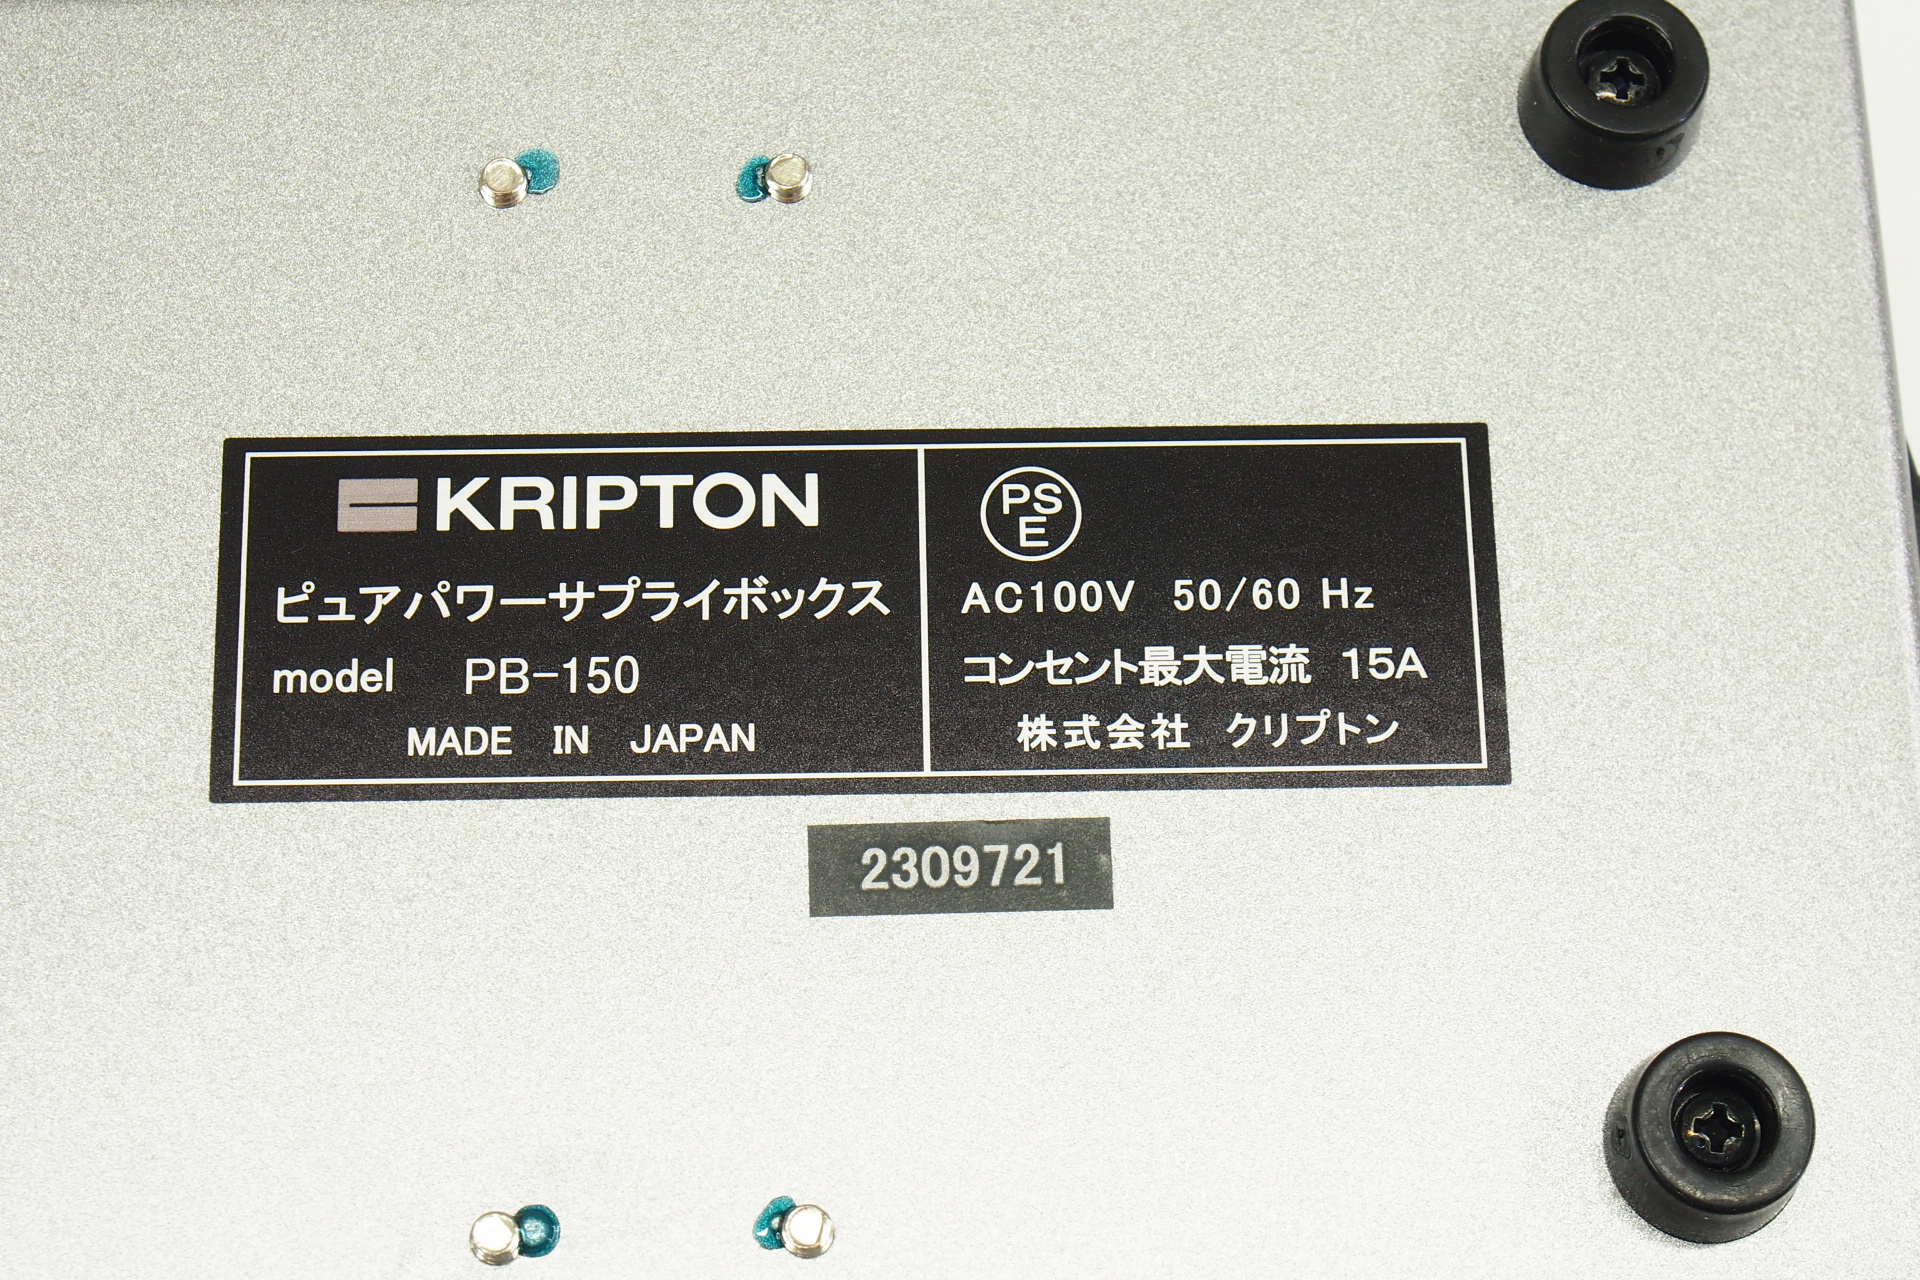 KRIPTON
ピュアパワーサプライボックス
model PB-150
MADE IN JAPAN
PS
E
AC100V 50/60 Hz
コンセント最大電流 15A
株式会社 クリプトン
2309721